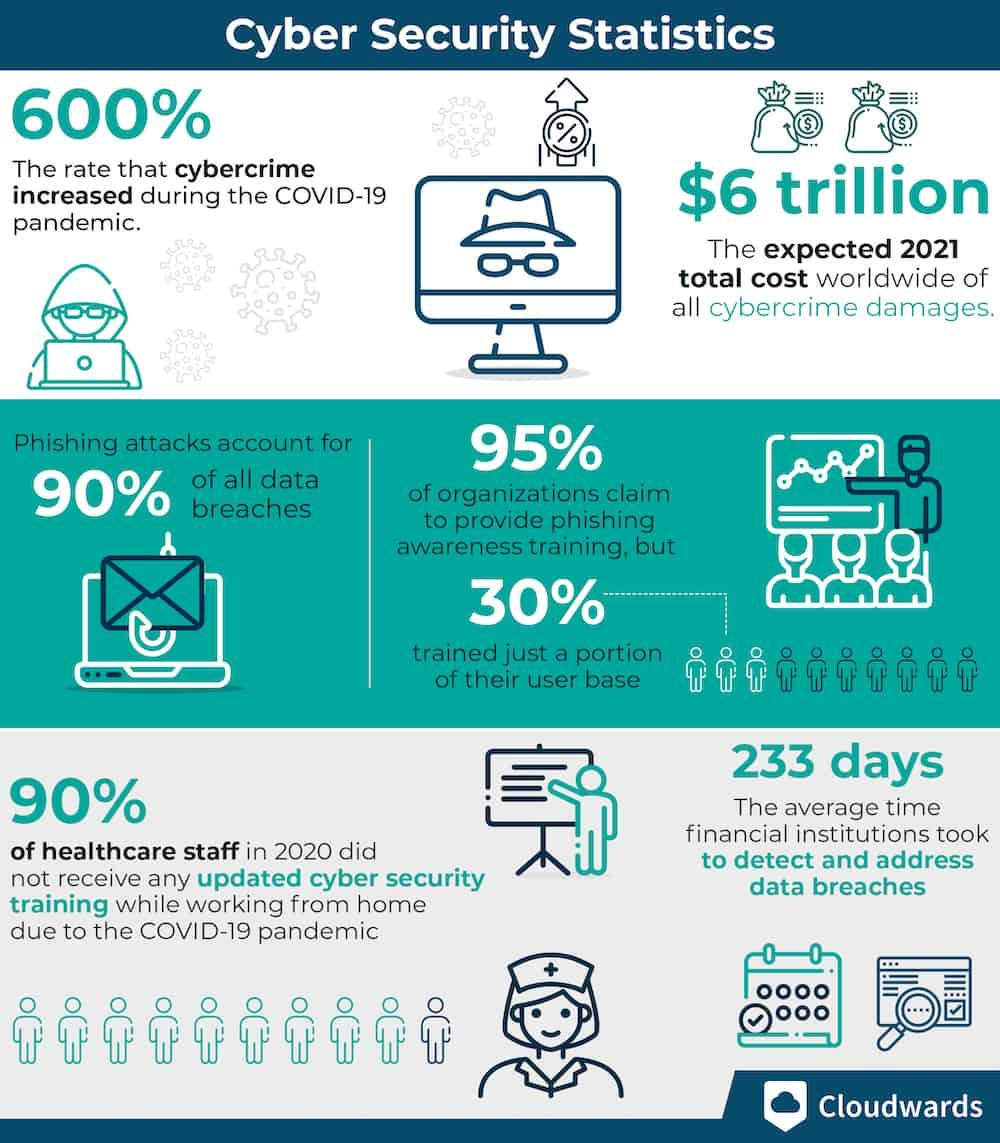 Cyber Security Statistics
600%
The rate that cybercrime
increased during the COVID-19
pandemic.
%
$ $
$6 trillion
The expected 2021
total cost worldwide of
all cybercrime damages.
Phishing attacks account for
90% of all data
breaches
95%
of organizations claim
to provide phishing
awareness training, but
30%
trained just a portion
of their user base
90%
of healthcare staff in 2020 did
not receive any updated cyber security
training while working from home
due to the COVID-19 pandemic
233 days
The average time
financial institutions took
to detect and address
data breaches
Cloudwards